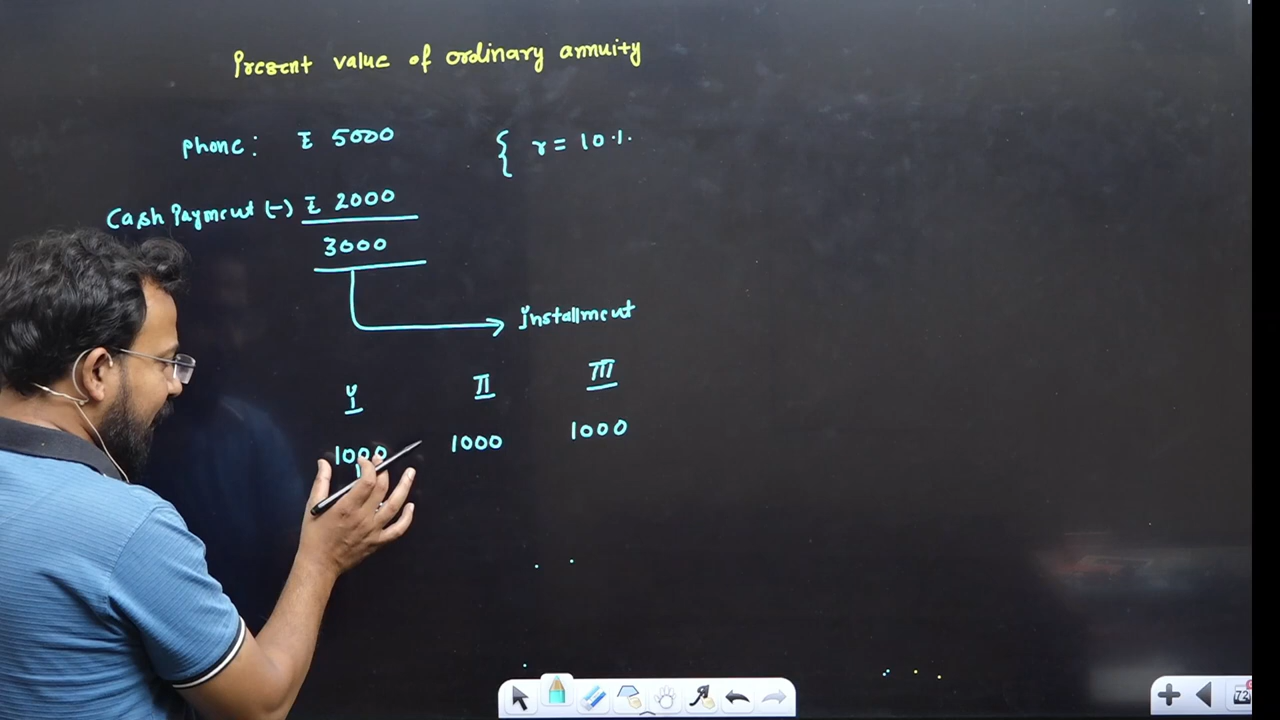 Present value of ordinary annuity
Phone: ₹ 5000 { r = 10%
Cash Payment (-) ₹ 2000
3000
Installment
I II III
1000 1000 1000